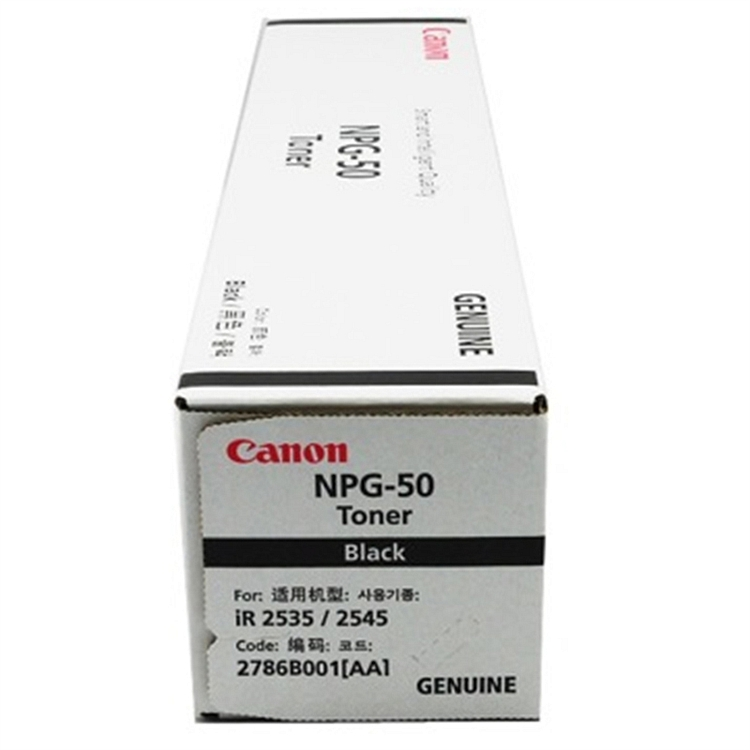 Canon
NPG-50
Toner
GENUINE
Canon
NPG-50
Toner
Black
For: 适用机型: 사용기종:
iR 2535 / 2545
Code: 编码: 코드:
2786B001[AA]
GENUINE